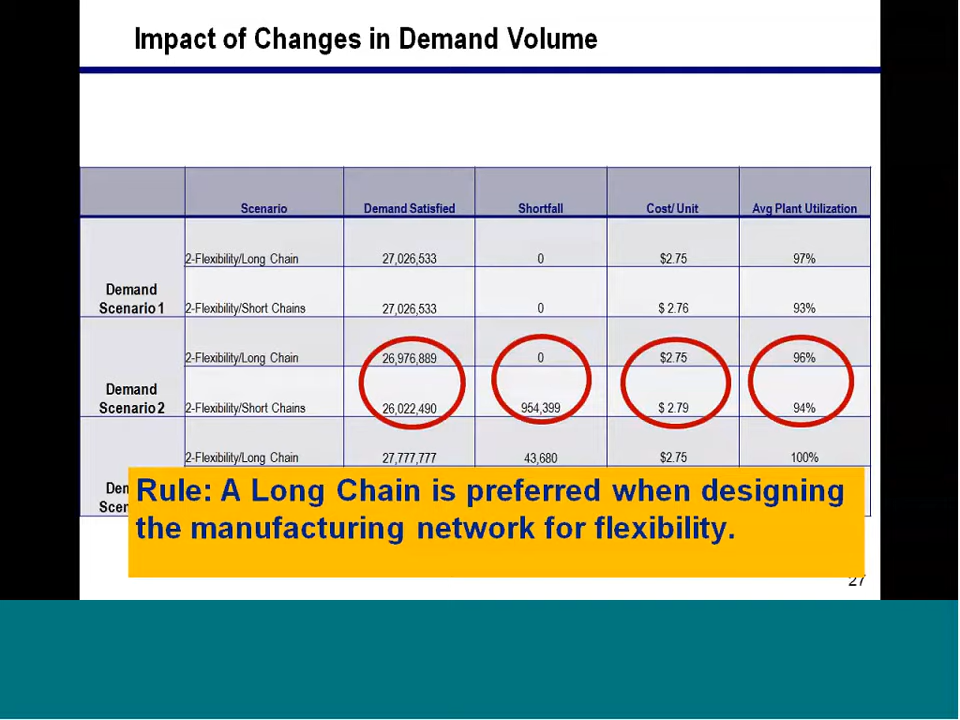 Impact of Changes in Demand Volume
Scenario Demand Satisfied Shortfall Cost/ Unit Avg Plant Utilization
2-Flexibility/Long Chain 27,026,533 0 $2.75 97%
Demand
Scenario 1 2-Flexibility/Short Chains 27,026,533 0 $ 2.76 93%
2-Flexibility/Long Chain 26,976,889 0 $2.75 96%
Demand
Scenario 2 2-Flexibility/Short Chains 26,022,490 954,399 $ 2.79 94%
2-Flexibility/Long Chain 27,777,777 43,680 $2.75 100%
Rule: A Long Chain is preferred when designing
the manufacturing network for flexibility.
27